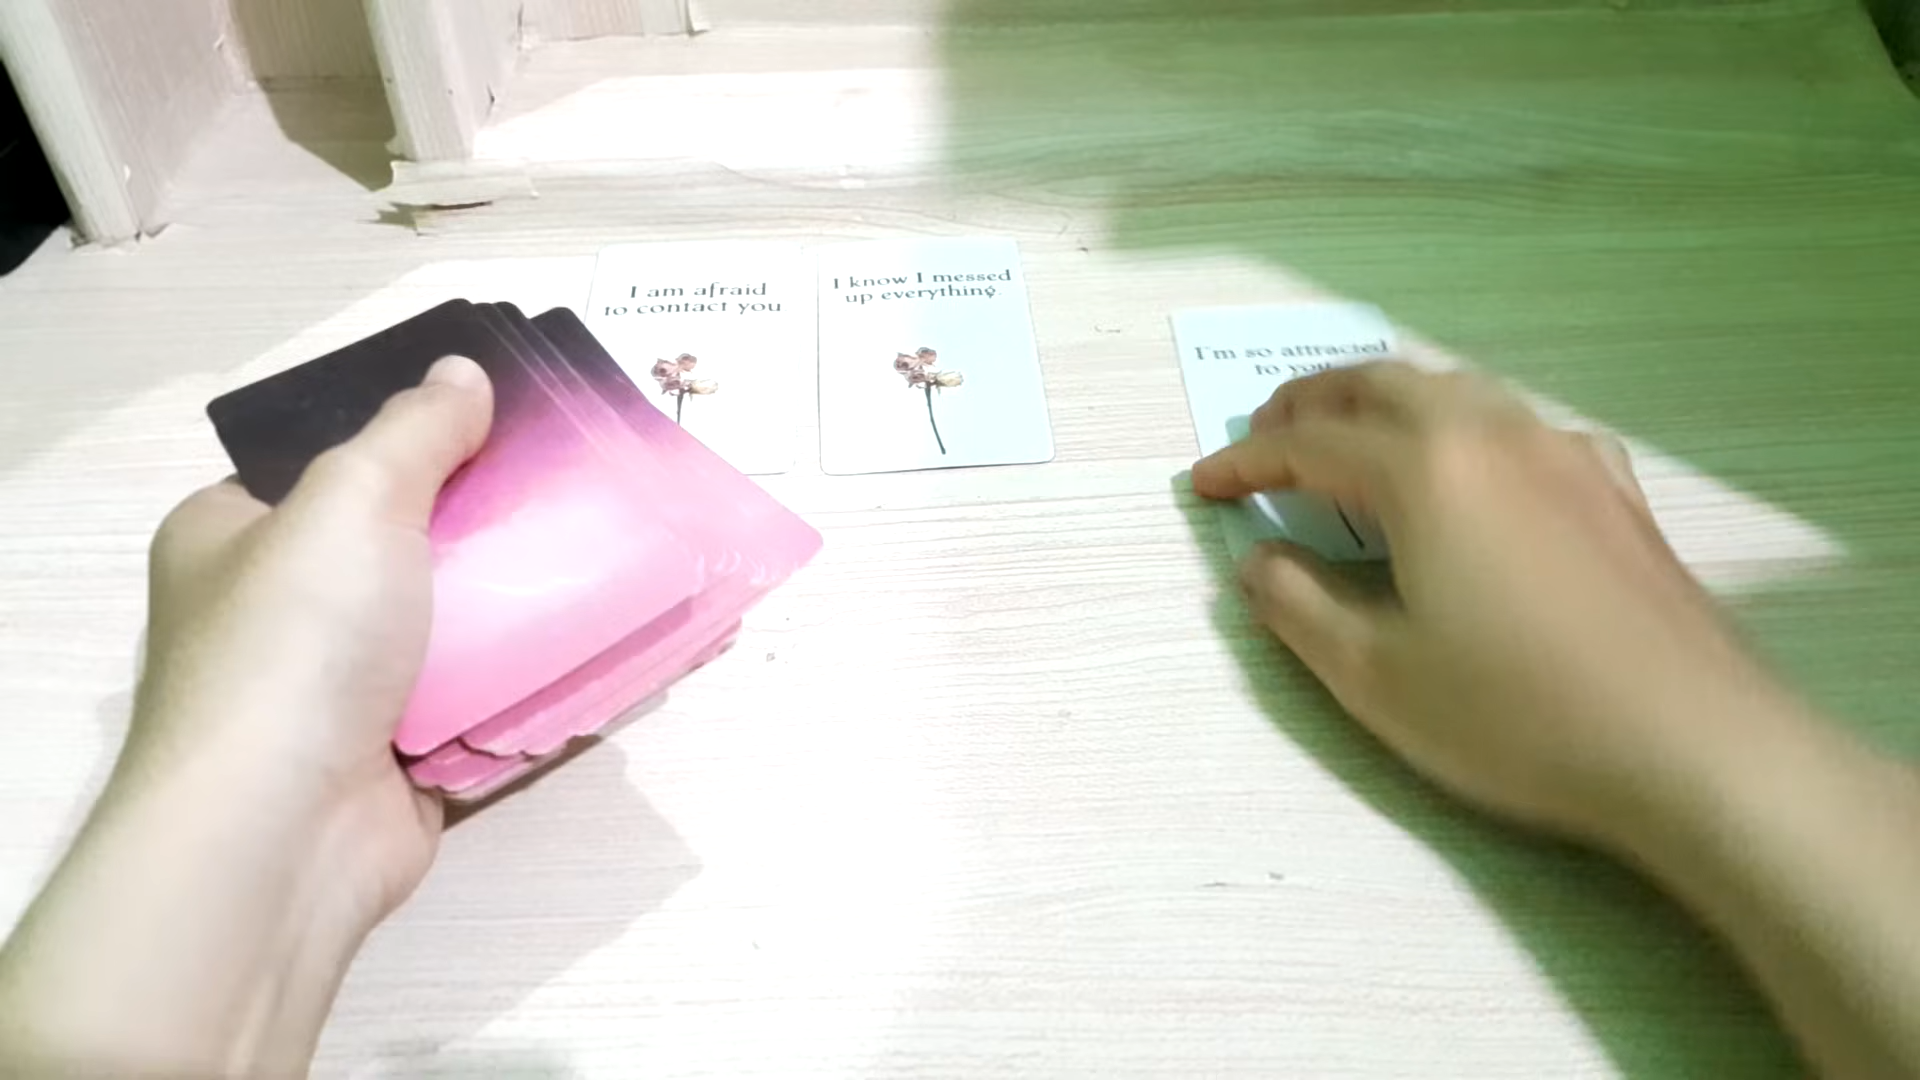 I am afraid
to contact you
I know I messed
up everything.
I'm so attracted
to you